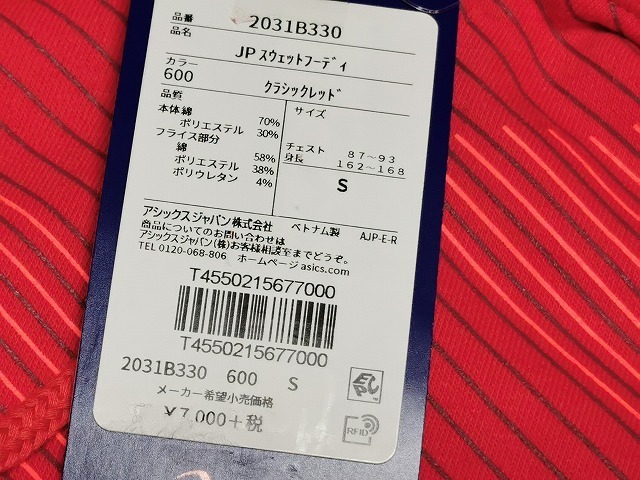 品番 2031B330
品名
JP スウェットフーディ
カラー
600 クラシックレッド
品質
本体綿 70%
ポリエステル 30%
フライス部分
綿 58%
ポリエステル 38%
ポリウレタン 4%
サイズ
チェスト 87～93
身長 162～168
S
アシックスジャパン株式会社 ベトナム製 AJP-E-R
商品についてのお問い合わせは
アシックスジャパン(株)お客様相談室までどうぞ。
TEL 0120-068-806 ホームページ asics.com
T4550215677000
T4550215677000
2031B330 600 S
メーカー希望小売価格
¥7,000+税
RFID